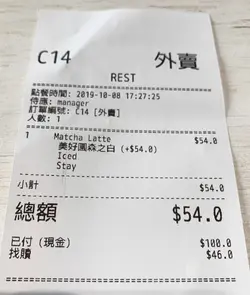 C14 外賣
REST
點餐時間: 2019-10-08 17:27:25
侍應: manager
訂單編號: C14 [外賣]
人數: 1
1 Matcha Latte $54.0
美好園森之白 (+$0.0)
Iced
Stay
小計 $54.0
總額 $54.0
已付 (現金) $100.0
找贖 $46.0